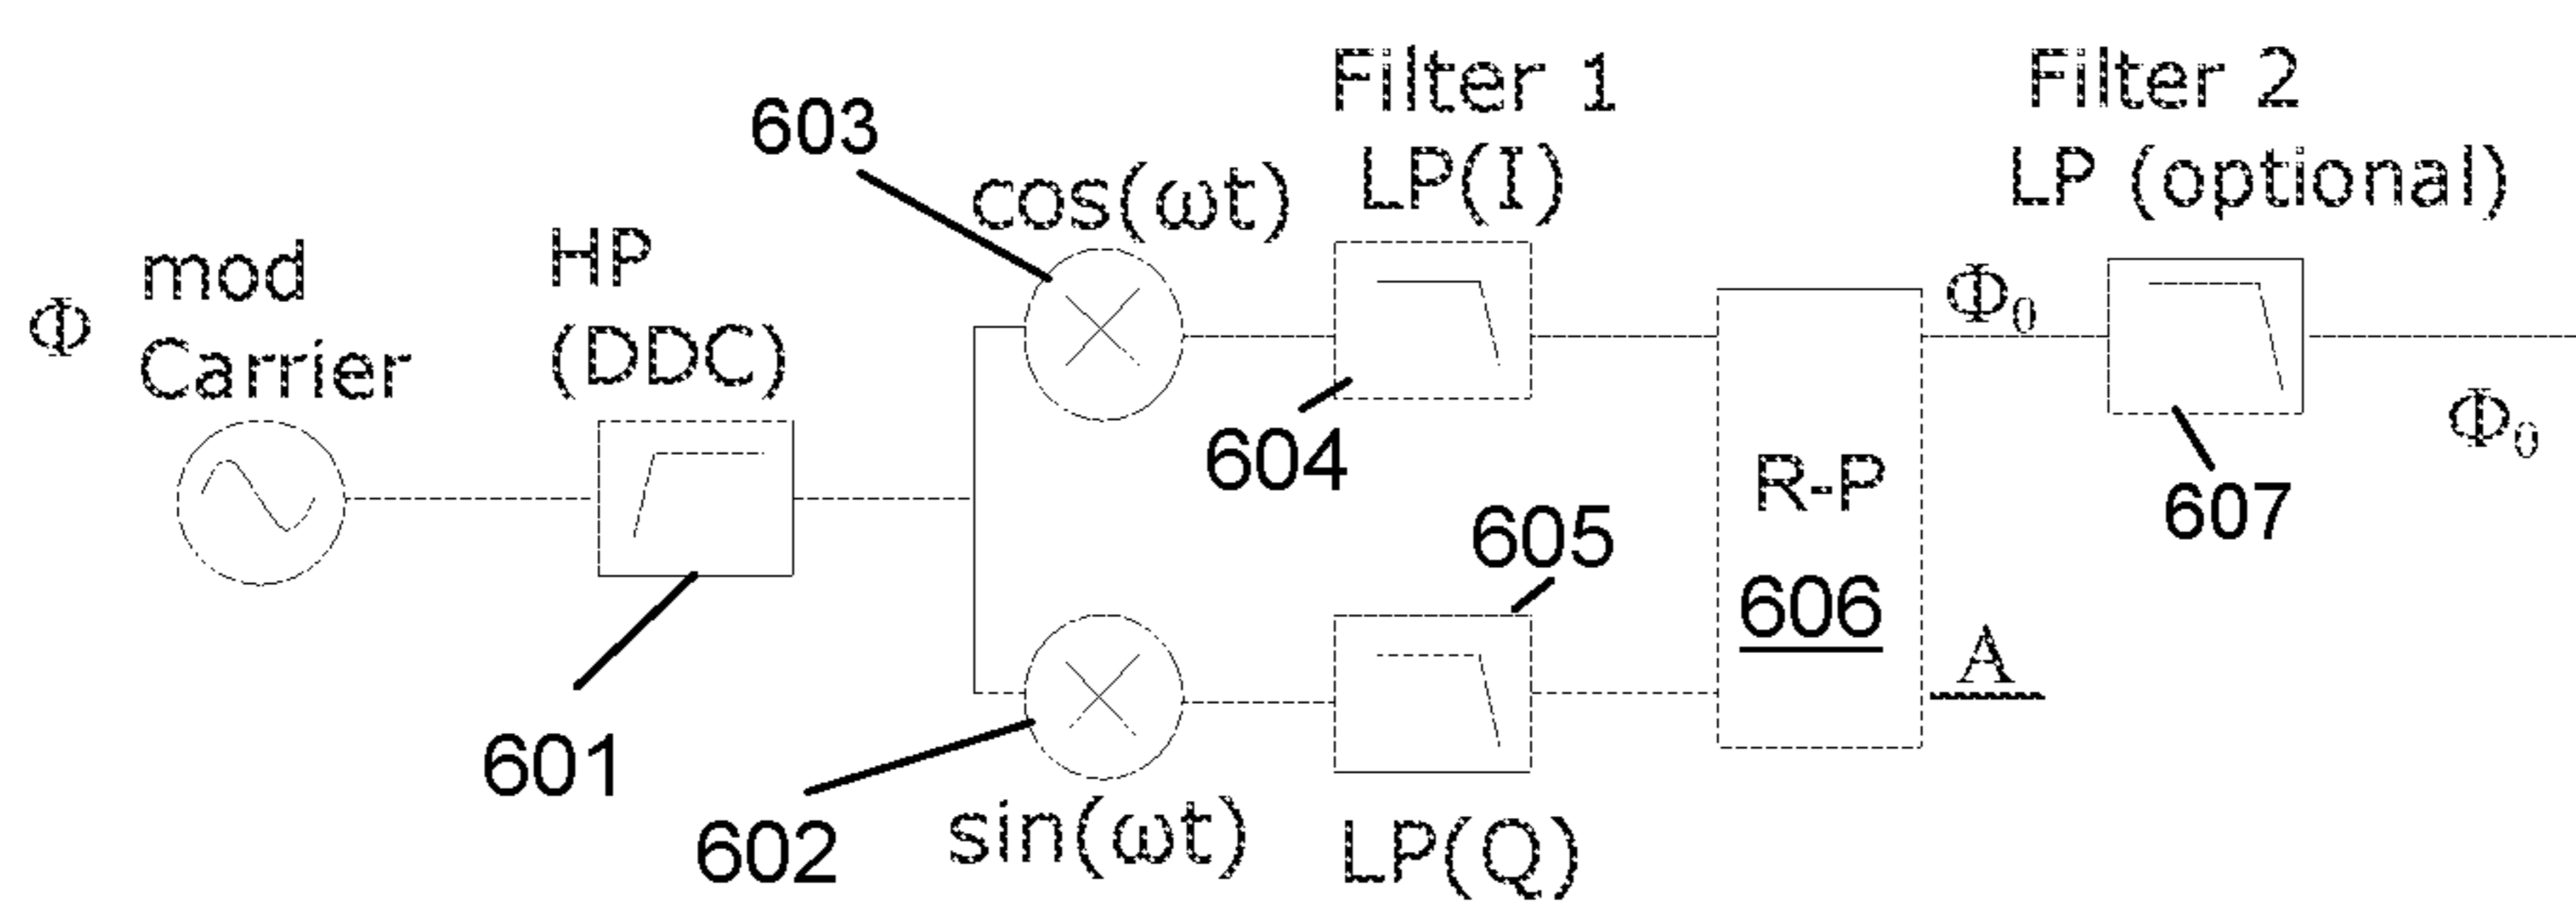 Φ mod
Carrier
HP
(DDC)
601
603
cos(ωt)
602
sin(ωt)
Filter 1
LP(I)
604
605
LP(Q)
R-P
606
Φ₀
A
Filter 2
LP (optional)
607
Φ₀